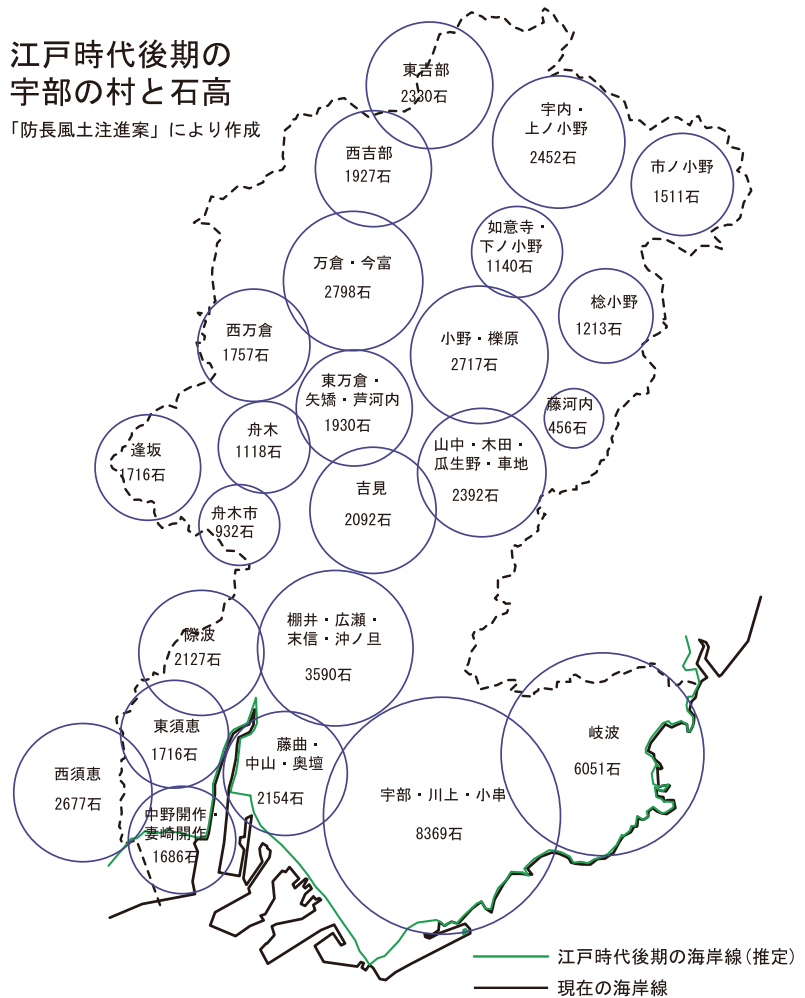 江戸時代後期の
宇部の村と石高
「防長風土注進案」により作成
東吉部
2330石
宇内・
上ノ小野
2452石
西吉部
1927石
市ノ小野
1511石
如意寺・
下ノ小野
1140石
万倉・今富
2798石
棯小野
1213石
西万倉
1757石
小野・櫟原
2717石
東万倉・
矢矯・芦河内
1930石
藤河内
456石
舟木
1118石
山中・木田・
瓜生野・車地
2392石
逢坂
1716石
吉見
2092石
舟木市
932石
際波
2127石
棚井・広瀬・
末信・沖ノ旦
3590石
東須恵
1716石
藤曲・
中山・奥壇
2154石
岐波
6051石
西須恵
2677石
宇部・川上・小串
8369石
中野開作・
妻崎開作
1686石
江戸時代後期の海岸線(推定)
現在の海岸線